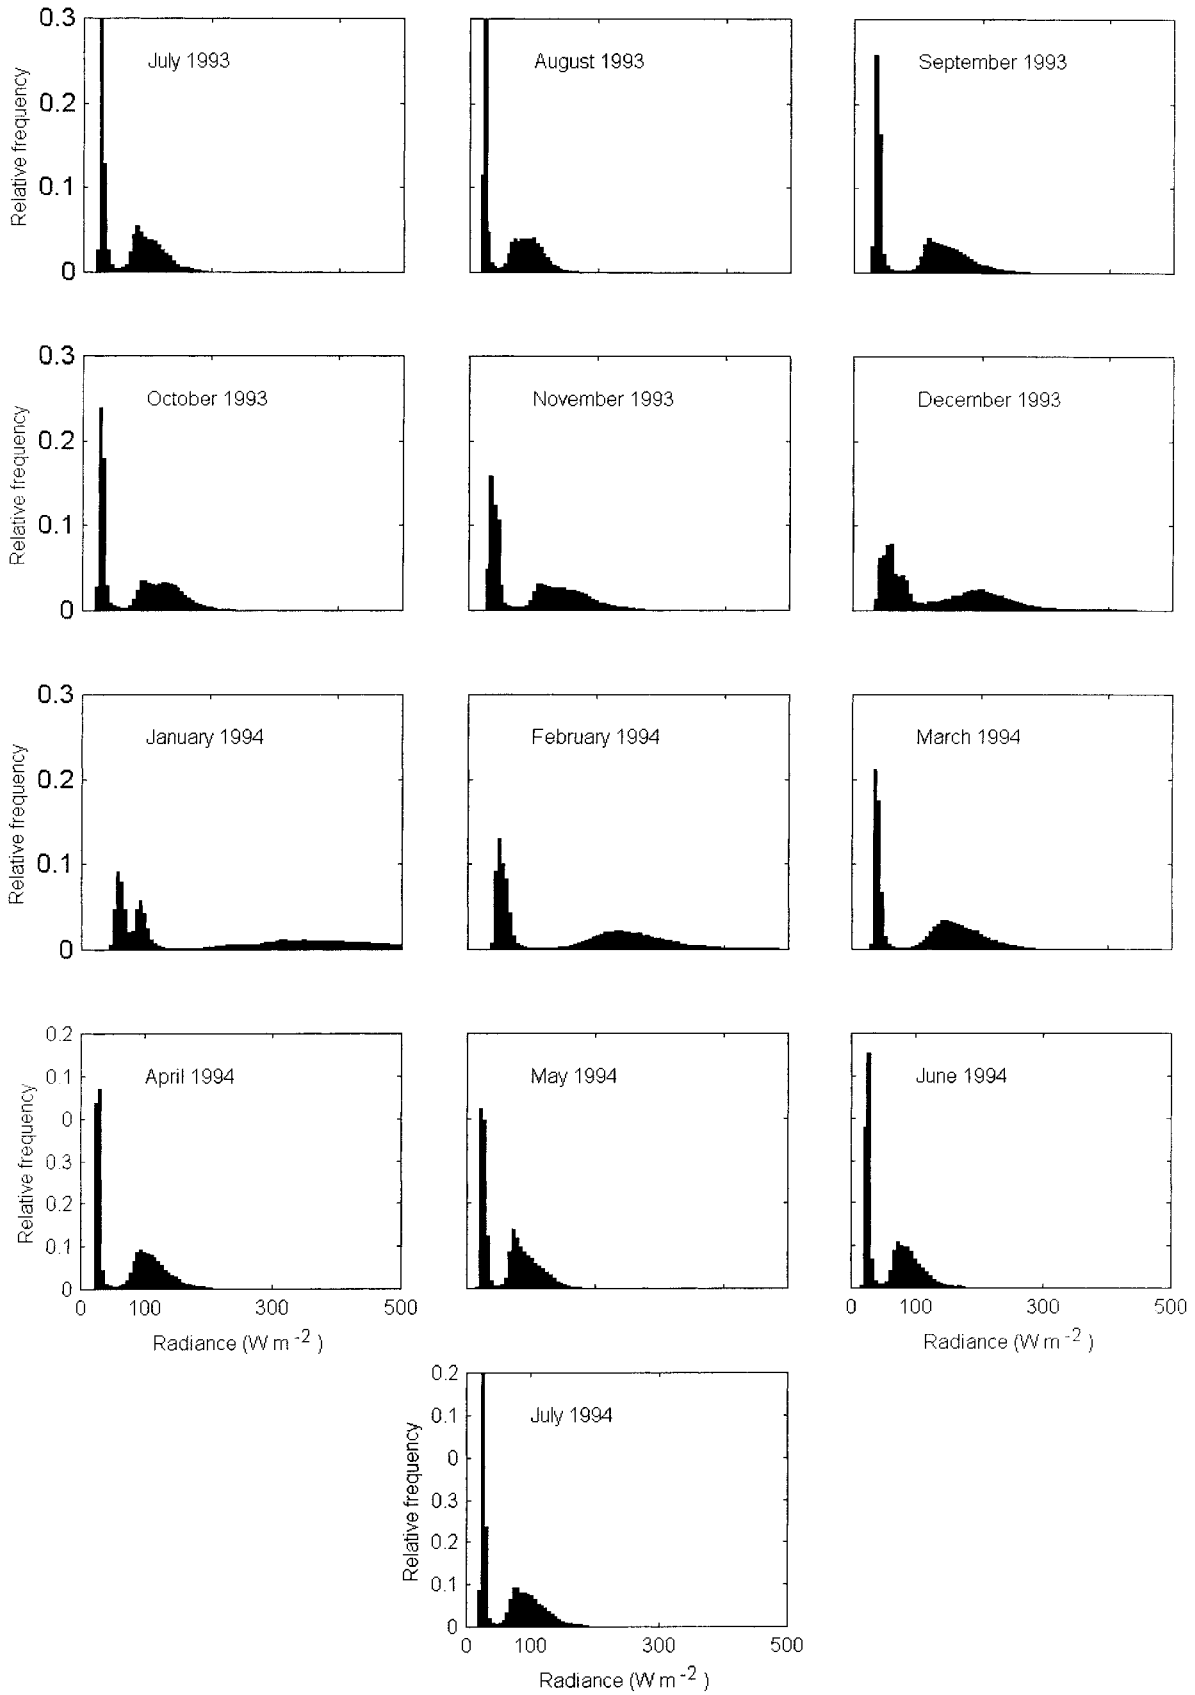 0.3
0.2
0.1
0
Relative frequency
July 1993
August 1993
September 1993
0.3
0.2
0.1
0
Relative frequency
October 1993
November 1993
December 1993
0.3
0.2
0.1
0
Relative frequency
January 1994
February 1994
March 1994
0.2
0.1
0
0.3
0.2
0.1
0
Relative frequency
April 1994
May 1994
June 1994
0 100 300 500
Radiance (W m-2 )
0 100 300 500
Radiance (W m-2 )
0.2
0.1
0
0.3
0.2
0.1
0
Relative frequency
July 1994
0 100 300 500
Radiance (W m-2 )